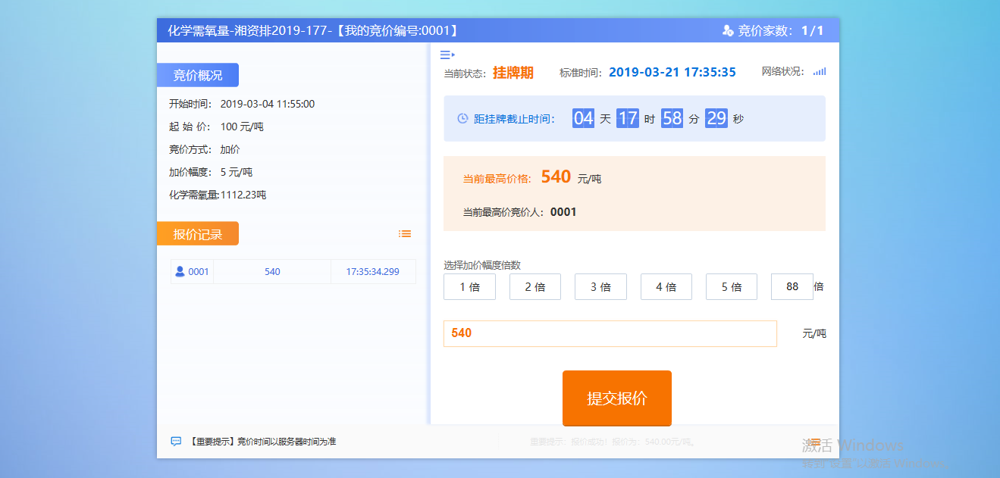 化学需氧量-湘资排2019-177-【我的竞价编号:0001】
竞价家数: 1/1
竞价概况
开始时间: 2019-03-04 11:55:00
起 始 价: 100 元/吨
竞价方式: 加价
加价幅度: 5 元/吨
化学需氧量:1112.23吨
报价记录
0001 540 17:35:34.299
当前状态: 挂牌期 标准时间: 2019-03-21 17:35:35 网络状况:
距挂牌截止时间: 04 天 17 时 58 分 29 秒
当前最高价格: 540 元/吨
当前最高价竞价人: 0001
选择加价幅度倍数
1 倍 2 倍 3 倍 4 倍 5 倍 88 倍
540 元/吨
提交报价
【重要提示】竞价时间以服务器时间为准
重要提示: 报价成功! 报价为: 540.00元/吨。
激活 Windows
转到"设置"以激活 Windows。